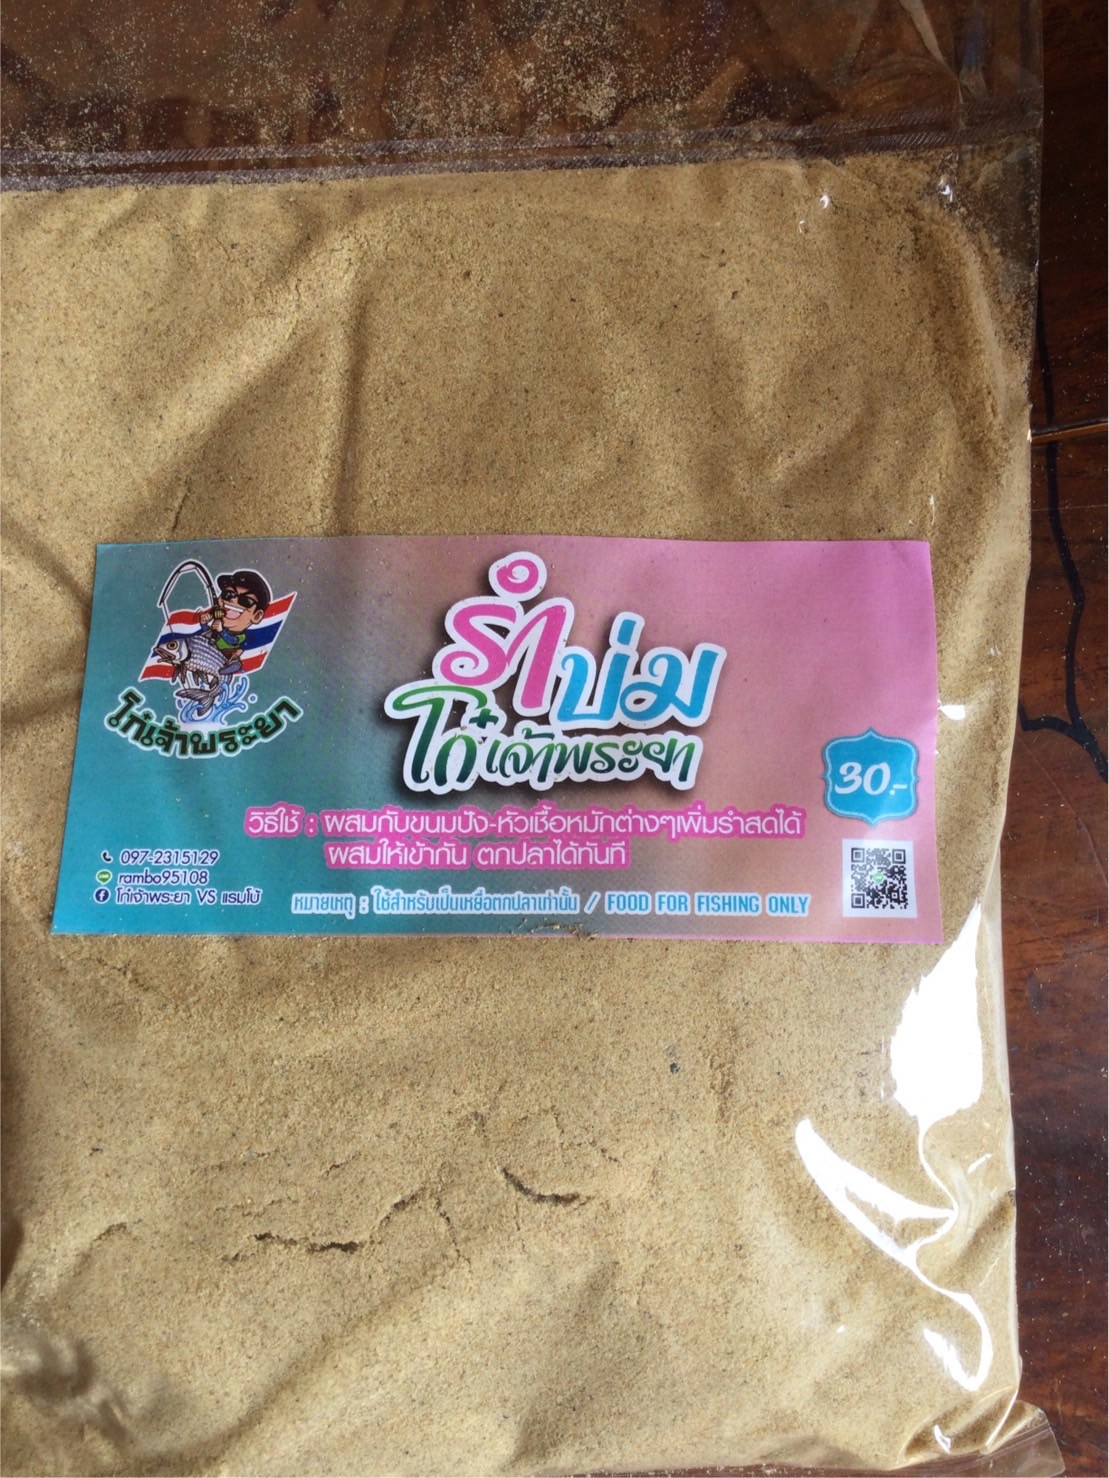 โก๋เจ้าพระยา
รำบ่ม
โก๋เจ้าพระยา
30.-
วิธีใช้ : ผสมกับขนมปัง-หัวเชื้อหมักต่างๆเพิ่มรำสดได้
ผสมให้เข้ากัน ตกปลาได้ทันที
097-2315129
rambo95108
โก๋เจ้าพระยา VS แรมโบ้
หมายเหตุ : ใช้สำหรับเป็นเหยื่อตกปลาเท่านั้น / FOOD FOR FISHING ONLY